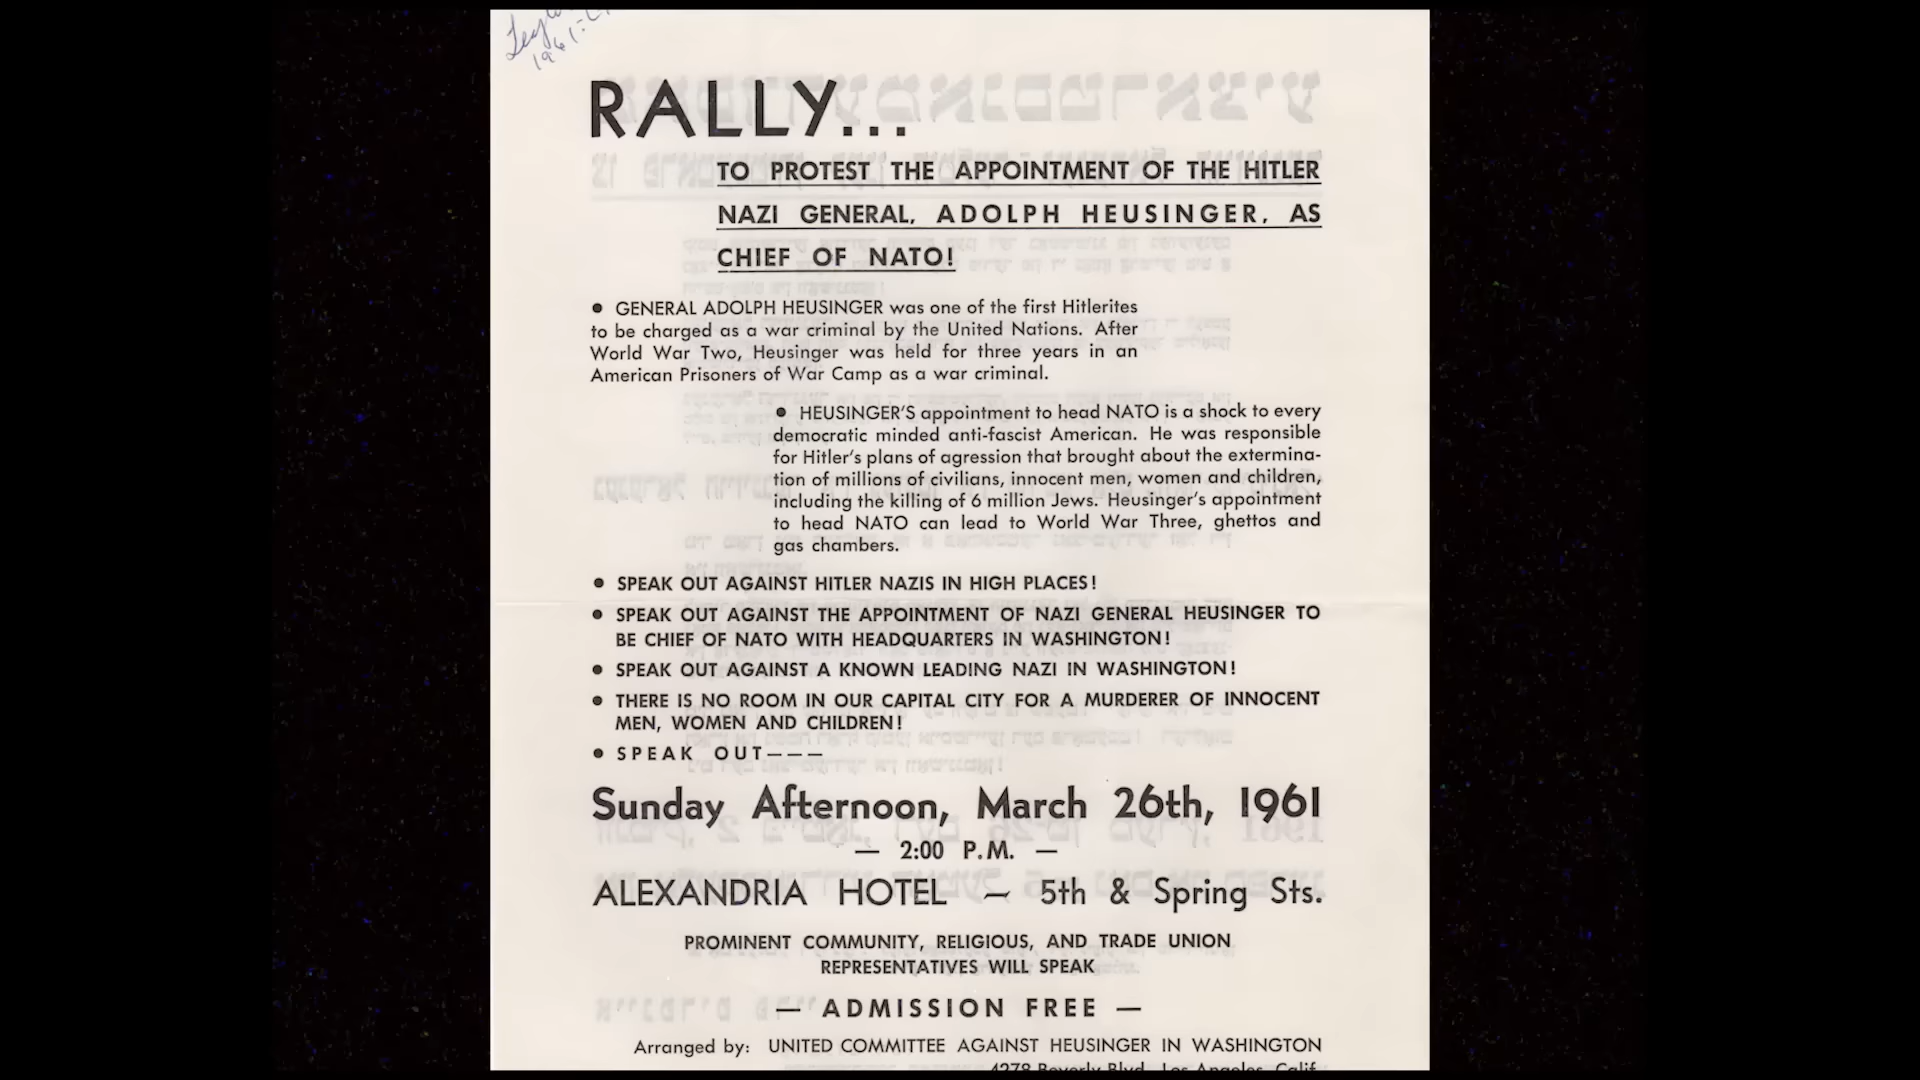 RALLY...
TO PROTEST THE APPOINTMENT OF THE HITLER
NAZI GENERAL, ADOLPH HEUSINGER, AS
CHIEF OF NATO!
● GENERAL ADOLPH HEUSINGER was one of the first Hitlerites
to be charged as a war criminal by the United Nations. After
World War Two, Heusinger was held for three years in an
American Prisoners of War Camp as a war criminal.
● HEUSINGER'S appointment to head NATO is a shock to every
democratic minded anti-fascist American. He was responsible
for Hitler's plans of agression that brought about the extermina-
tion of millions of civilians, innocent men, women and children,
including the killing of 6 million Jews. Heusinger's appointment
to head NATO can lead to World War Three, ghettos and
gas chambers.
● SPEAK OUT AGAINST HITLER NAZIS IN HIGH PLACES!
● SPEAK OUT AGAINST THE APPOINTMENT OF NAZI GENERAL HEUSINGER TO
BE CHIEF OF NATO WITH HEADQUARTERS IN WASHINGTON!
● SPEAK OUT AGAINST A KNOWN LEADING NAZI IN WASHINGTON!
● THERE IS NO ROOM IN OUR CAPITAL CITY FOR A MURDERER OF INNOCENT
MEN, WOMEN AND CHILDREN!
● SPEAK OUT———
Sunday Afternoon, March 26th, 1961
— 2:00 P.M. —
ALEXANDRIA HOTEL — 5th & Spring Sts.
PROMINENT COMMUNITY, RELIGIOUS, AND TRADE UNION
REPRESENTATIVES WILL SPEAK
— ADMISSION FREE —
Arranged by: UNITED COMMITTEE AGAINST HEUSINGER IN WASHINGTON
4278 Beverly Blvd., Los Angeles, Calif.